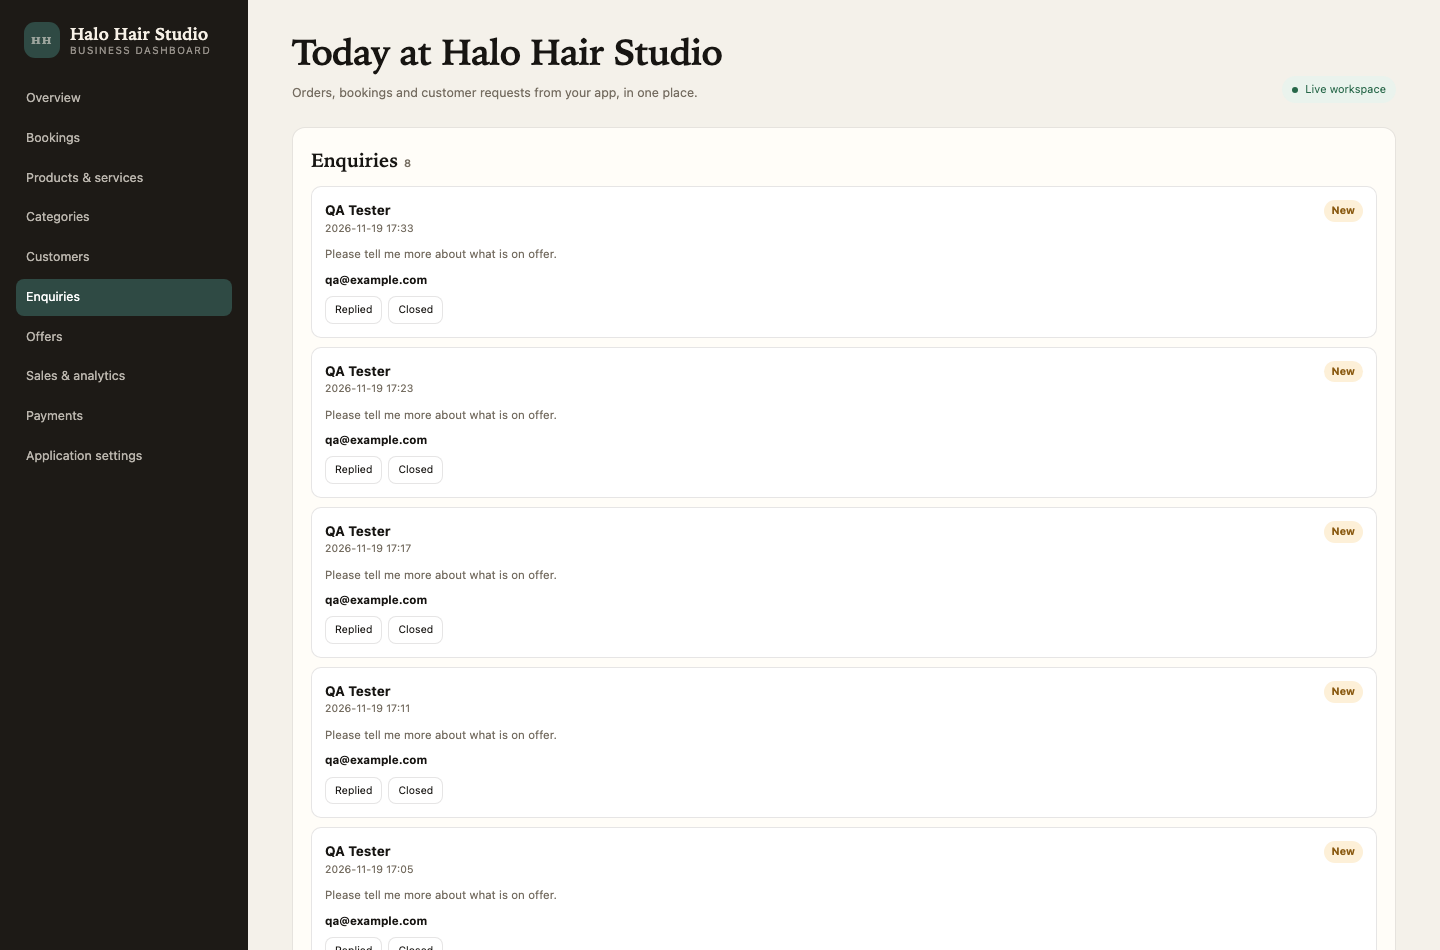 HH
Halo Hair Studio
BUSINESS DASHBOARD
Overview
Bookings
Products & services
Categories
Customers
Enquiries
Offers
Sales & analytics
Payments
Application settings
Today at Halo Hair Studio
Orders, bookings and customer requests from your app, in one place.
Live workspace
Enquiries 8
QA Tester
New
2026-11-19 17:33
Please tell me more about what is on offer.
qa@example.com
Replied Closed
QA Tester
New
2026-11-19 17:23
Please tell me more about what is on offer.
qa@example.com
Replied Closed
QA Tester
New
2026-11-19 17:17
Please tell me more about what is on offer.
qa@example.com
Replied Closed
QA Tester
New
2026-11-19 17:11
Please tell me more about what is on offer.
qa@example.com
Replied Closed
QA Tester
New
2026-11-19 17:05
Please tell me more about what is on offer.
qa@example.com
Replied Closed